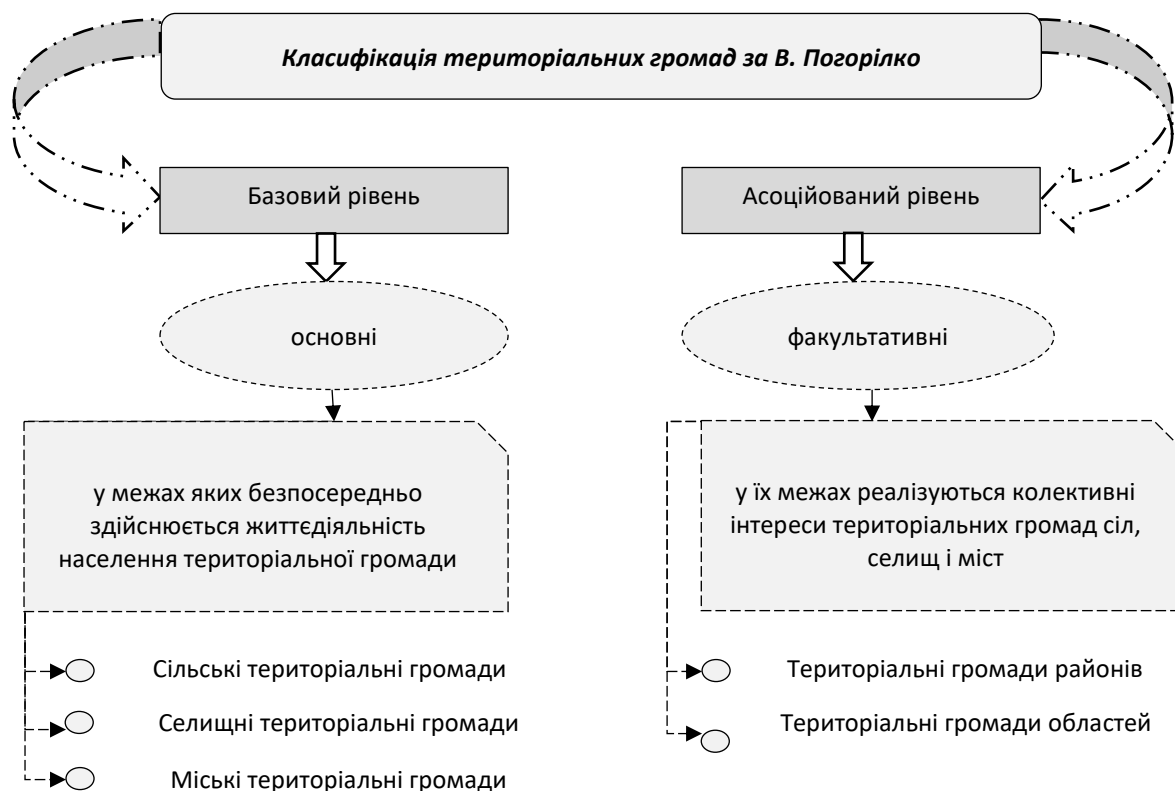 Класифікація територіальних громад за В. Погорілко
Базовий рівень
Асоційований рівень
основні
факультативні
у межах яких безпосередньо
здійснюється життєдіяльність
населення територіальної громади
у їх межах реалізуються колективні
інтереси територіальних громад сіл,
селищ і міст
Сільські територіальні громади
Селищні територіальні громади
Міські територіальні громади
Територіальні громади районів
Територіальні громади областей